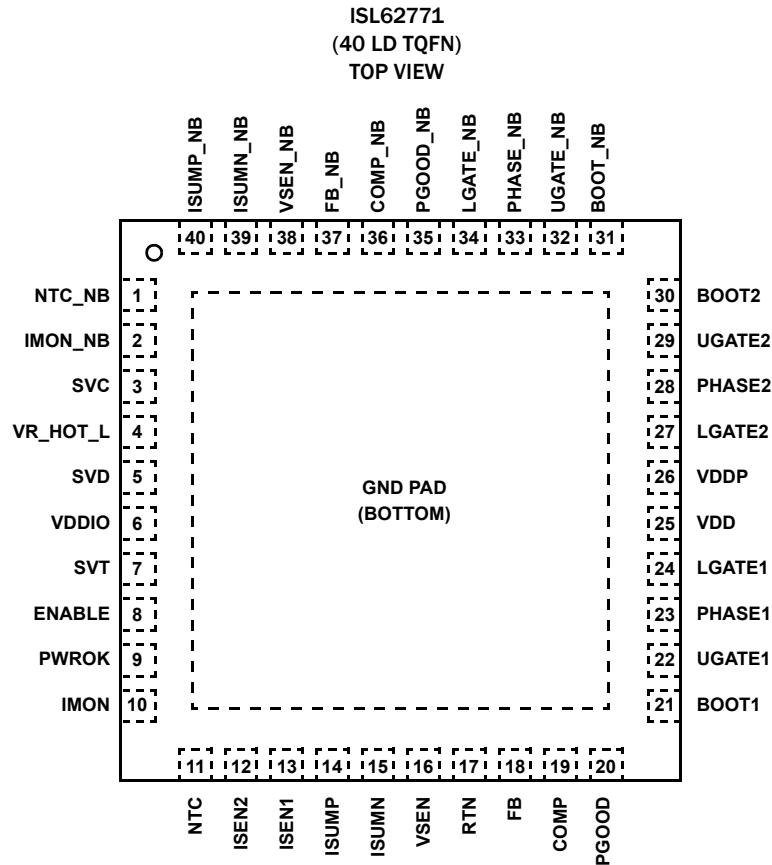 ISL62771
(40 LD TQFN)
TOP VIEW
ISUMP_NB
ISUMN_NB
VSEN_NB
FB_NB
COMP_NB
PGOOD_NB
LGATE_NB
PHASE_NB
UGATE_NB
BOOT_NB
40 39 38 37 36 35 34 33 32 31
NTC_NB 1
IMON_NB 2
SVC 3
VR_HOT_L 4
SVD 5
VDDIO 6
SVT 7
ENABLE 8
PWROK 9
IMON 10
GND PAD
(BOTTOM)
30 BOOT2
29 UGATE2
28 PHASE2
27 LGATE2
26 VDDP
25 VDD
24 LGATE1
23 PHASE1
22 UGATE1
21 BOOT1
11 12 13 14 15 16 17 18 19 20
NTC
ISEN2
ISEN1
ISUMP
ISUMN
VSEN
RTN
FB
COMP
PGOOD